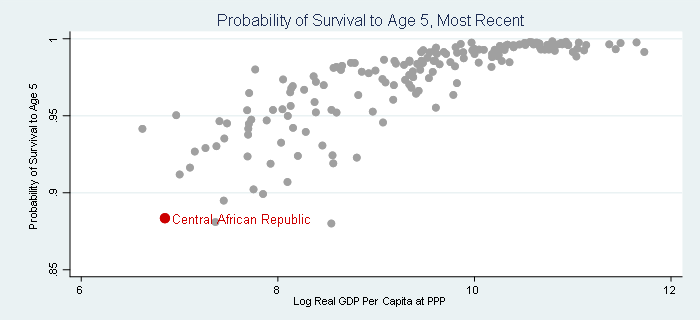 Probability of Survival to Age 5, Most Recent
Probability of Survival to Age 5
1
.95
.9
.85
Central African Republic
6 8 10 12
Log Real GDP Per Capita at PPP